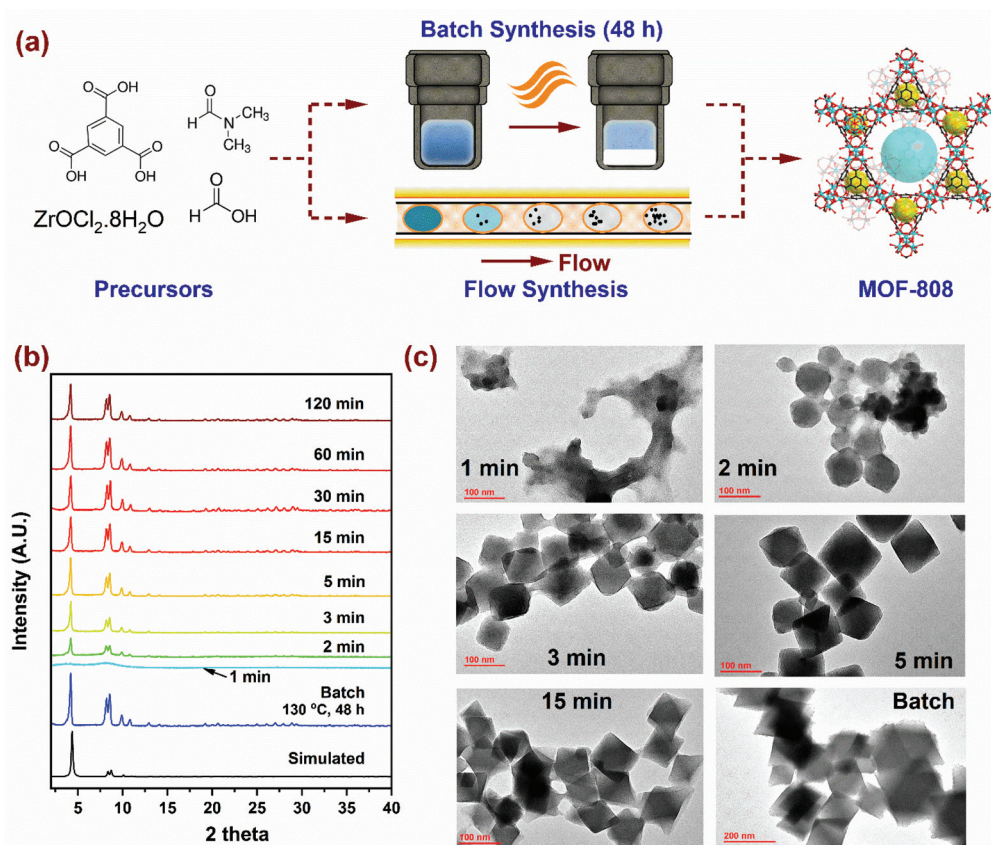 (a)
Batch Synthesis (48 h)
O
OH
O
HO
O
OH
O
H
N
CH₃
CH₃
O
H
OH
ZrOCl₂.8H₂O
Flow
Precursors
Flow Synthesis
MOF-808
(b)
Intensity (A.U.)
120 min
60 min
30 min
15 min
5 min
3 min
2 min
1 min
Batch
130 ºC, 48 h
Simulated
5 10 15 20 25 30 35 40
2 theta
(c)
1 min
100 nm
2 min
100 nm
3 min
100 nm
5 min
100 nm
15 min
100 nm
Batch
200 nm